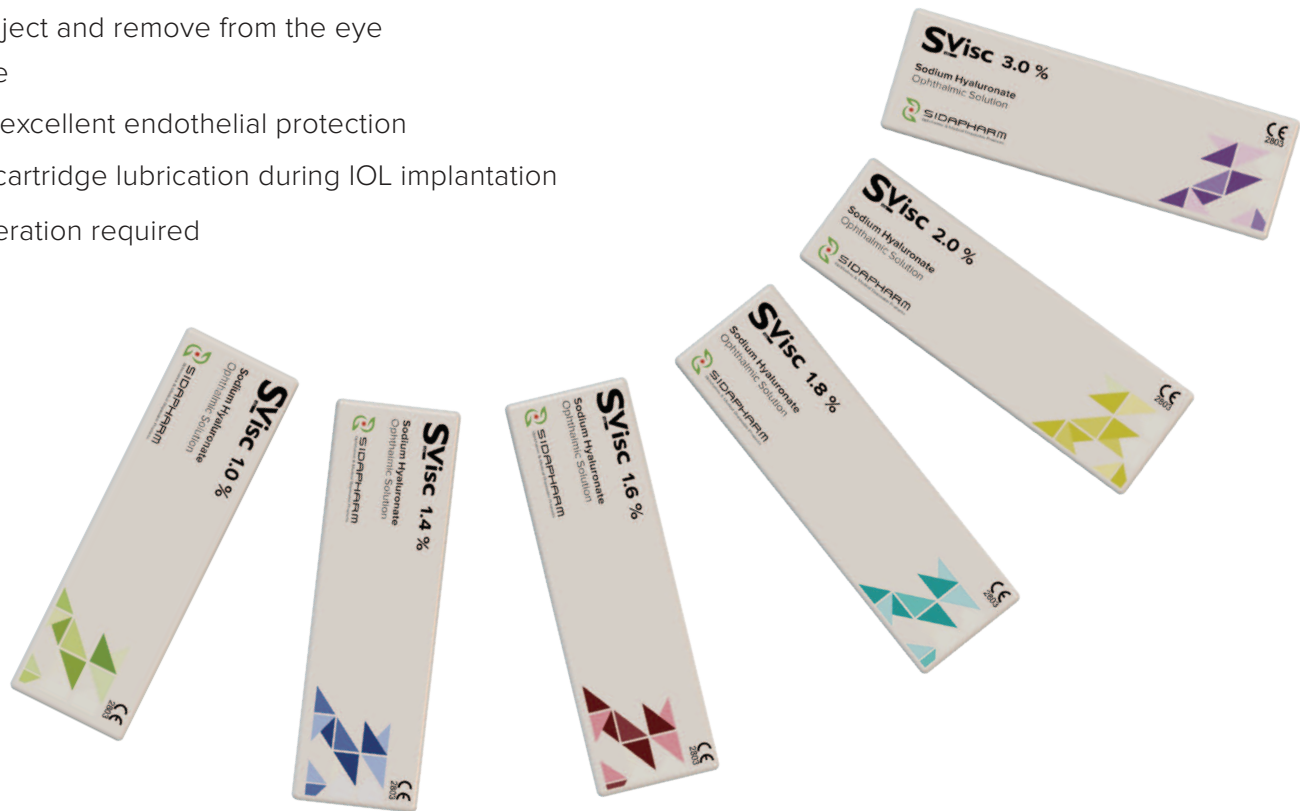 ject and remove from the eye
e
excellent endothelial protection
cartridge lubrication during IOL implantation
eration required
SVisc 3.0 %
Sodium Hyaluronate
Ophthalmic Solution
SIDAPHARM
CE
2803
SVisc 2.0 %
Sodium Hyaluronate
Ophthalmic Solution
SIDAPHARM
CE
2803
SVisc 1.8 %
Sodium Hyaluronate
Ophthalmic Solution
SIDAPHARM
CE
2803
SVisc 1.6 %
Sodium Hyaluronate
Ophthalmic Solution
SIDAPHARM
CE
2803
SVisc 1.4 %
Sodium Hyaluronate
Ophthalmic Solution
SIDAPHARM
CE
2803
SVisc 1.0 %
Sodium Hyaluronate
Ophthalmic Solution
SIDAPHARM
CE
2803